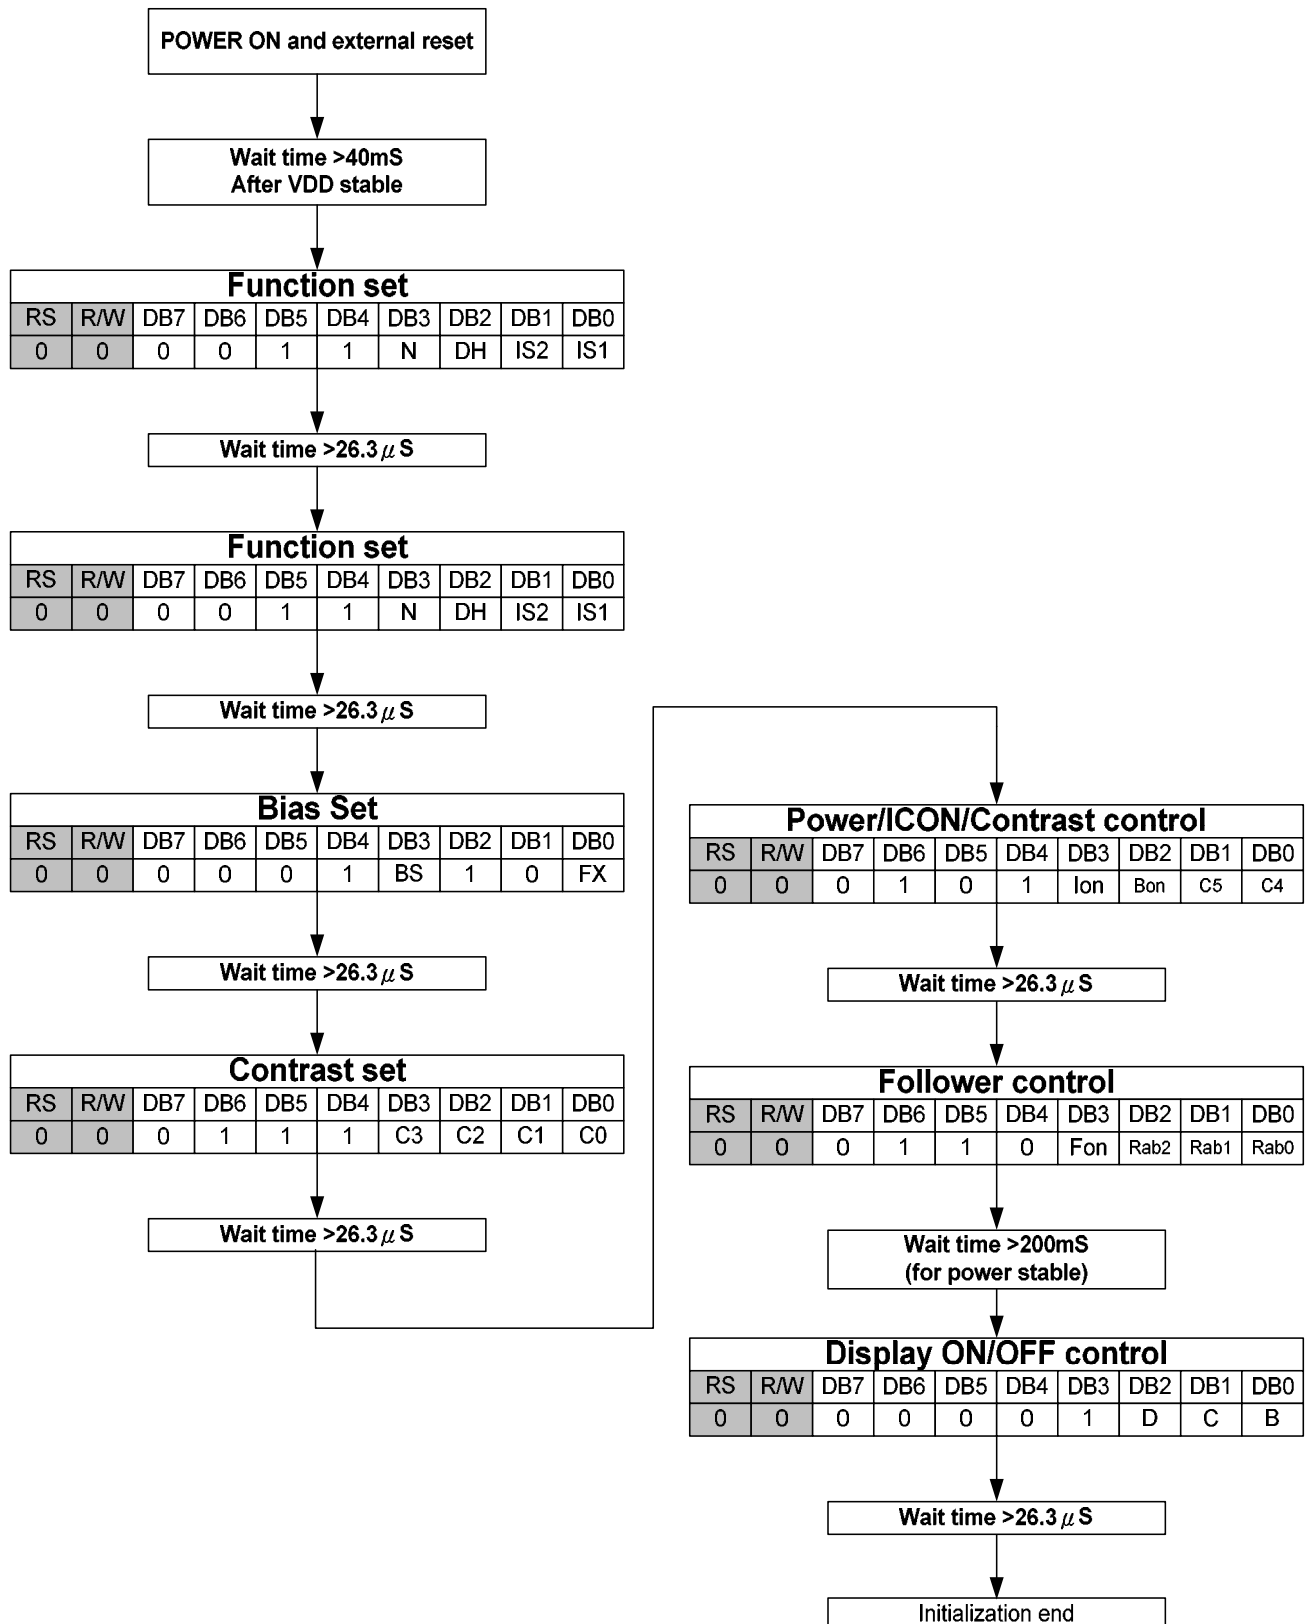 POWER ON and external reset
Wait time >40mS
After VDD stable
Function set
RS R/W DB7 DB6 DB5 DB4 DB3 DB2 DB1 DB0
0 0 0 0 1 1 N DH IS2 IS1
Wait time >26.3μS
Function set
RS R/W DB7 DB6 DB5 DB4 DB3 DB2 DB1 DB0
0 0 0 0 1 1 N DH IS2 IS1
Wait time >26.3μS
Bias Set
RS R/W DB7 DB6 DB5 DB4 DB3 DB2 DB1 DB0
0 0 0 0 0 1 BS 1 0 FX
Wait time >26.3μS
Contrast set
RS R/W DB7 DB6 DB5 DB4 DB3 DB2 DB1 DB0
0 0 0 1 1 1 C3 C2 C1 C0
Wait time >26.3μS
Power/ICON/Contrast control
RS R/W DB7 DB6 DB5 DB4 DB3 DB2 DB1 DB0
0 0 0 1 0 1 Ion Bon C5 C4
Wait time >26.3μS
Follower control
RS R/W DB7 DB6 DB5 DB4 DB3 DB2 DB1 DB0
0 0 0 1 1 0 Fon Rab2 Rab1 Rab0
Wait time >200mS
(for power stable)
Display ON/OFF control
RS R/W DB7 DB6 DB5 DB4 DB3 DB2 DB1 DB0
0 0 0 0 0 0 1 D C B
Wait time >26.3μS
Initialization end